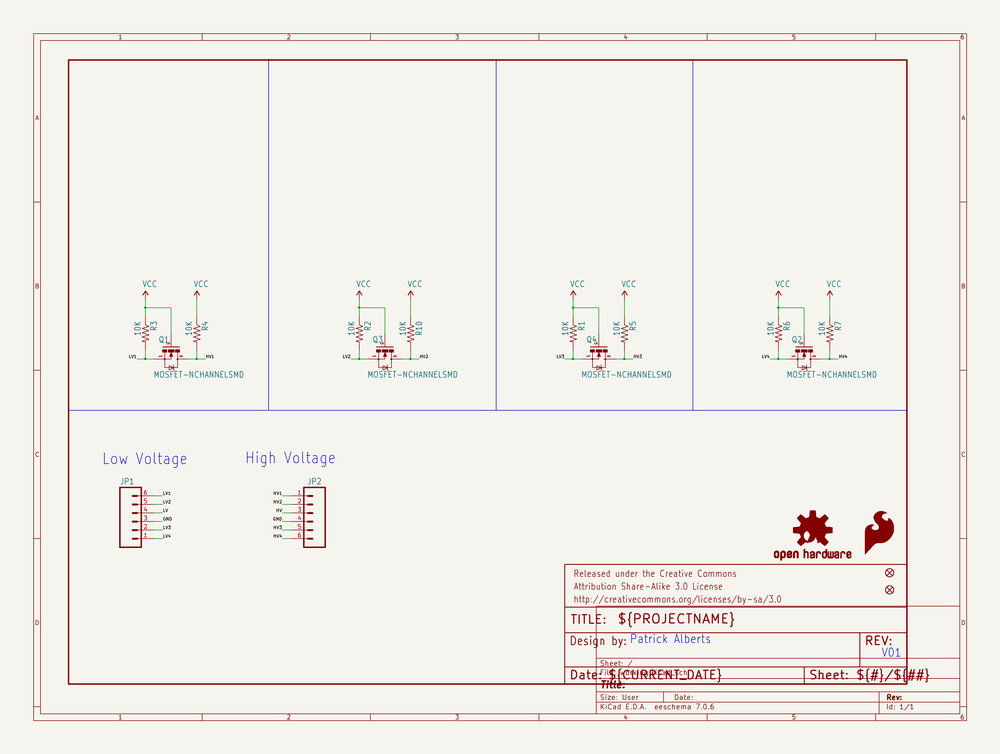 1 2 3 4 5 6
A A
VCC VCC VCC VCC VCC VCC VCC VCC
B B
10K R3 10K R4 10K R2 10K R10 10K R1 10K R5 10K R6 10K R7
Q1 Q3 Q4 Q2
LV1 HV1 LV2 HV2 LV3 HV3 LV4 HV4
MOSFET-NCHANNELSMD MOSFET-NCHANNELSMD MOSFET-NCHANNELSMD MOSFET-NCHANNELSMD
C C
Low Voltage High Voltage
JP1 JP2
6 LV1 HV1 1
5 LV2 HV2 2
4 LV HV 3
3 GND GND 4
2 LV3 HV3 5
1 LV4 HV4 6
open hardware
Released under the Creative Commons
Attribution Share-Alike 3.0 License
http://creativecommons.org/licenses/by-sa/3.0
D D
TITLE: ${PROJECTNAME}
Design by: Patrick Alberts REV:
V01
Sheet: /
Date: ${CURRENT_DATE} Sheet: ${#}/${##}
Title:
Size: User Date: Rev:
KiCad E.D.A. eeschema 7.0.6 Id: 1/1
1 2 3 4 5 6